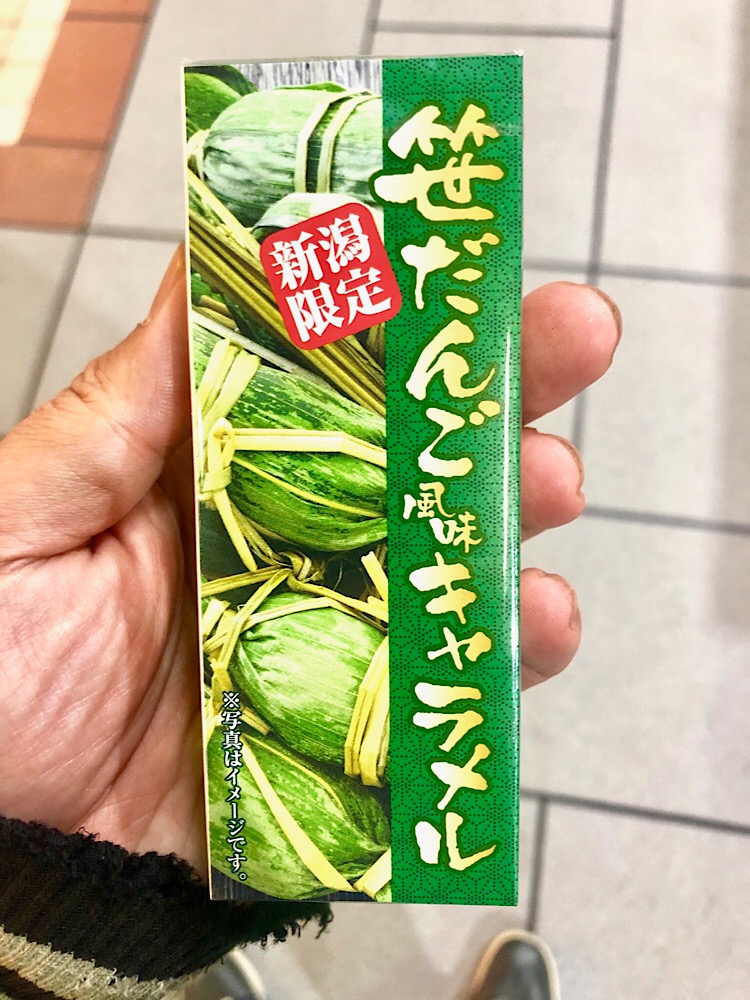 笹だんご風味キャラメル
新潟
限定
※写真はイメージです。